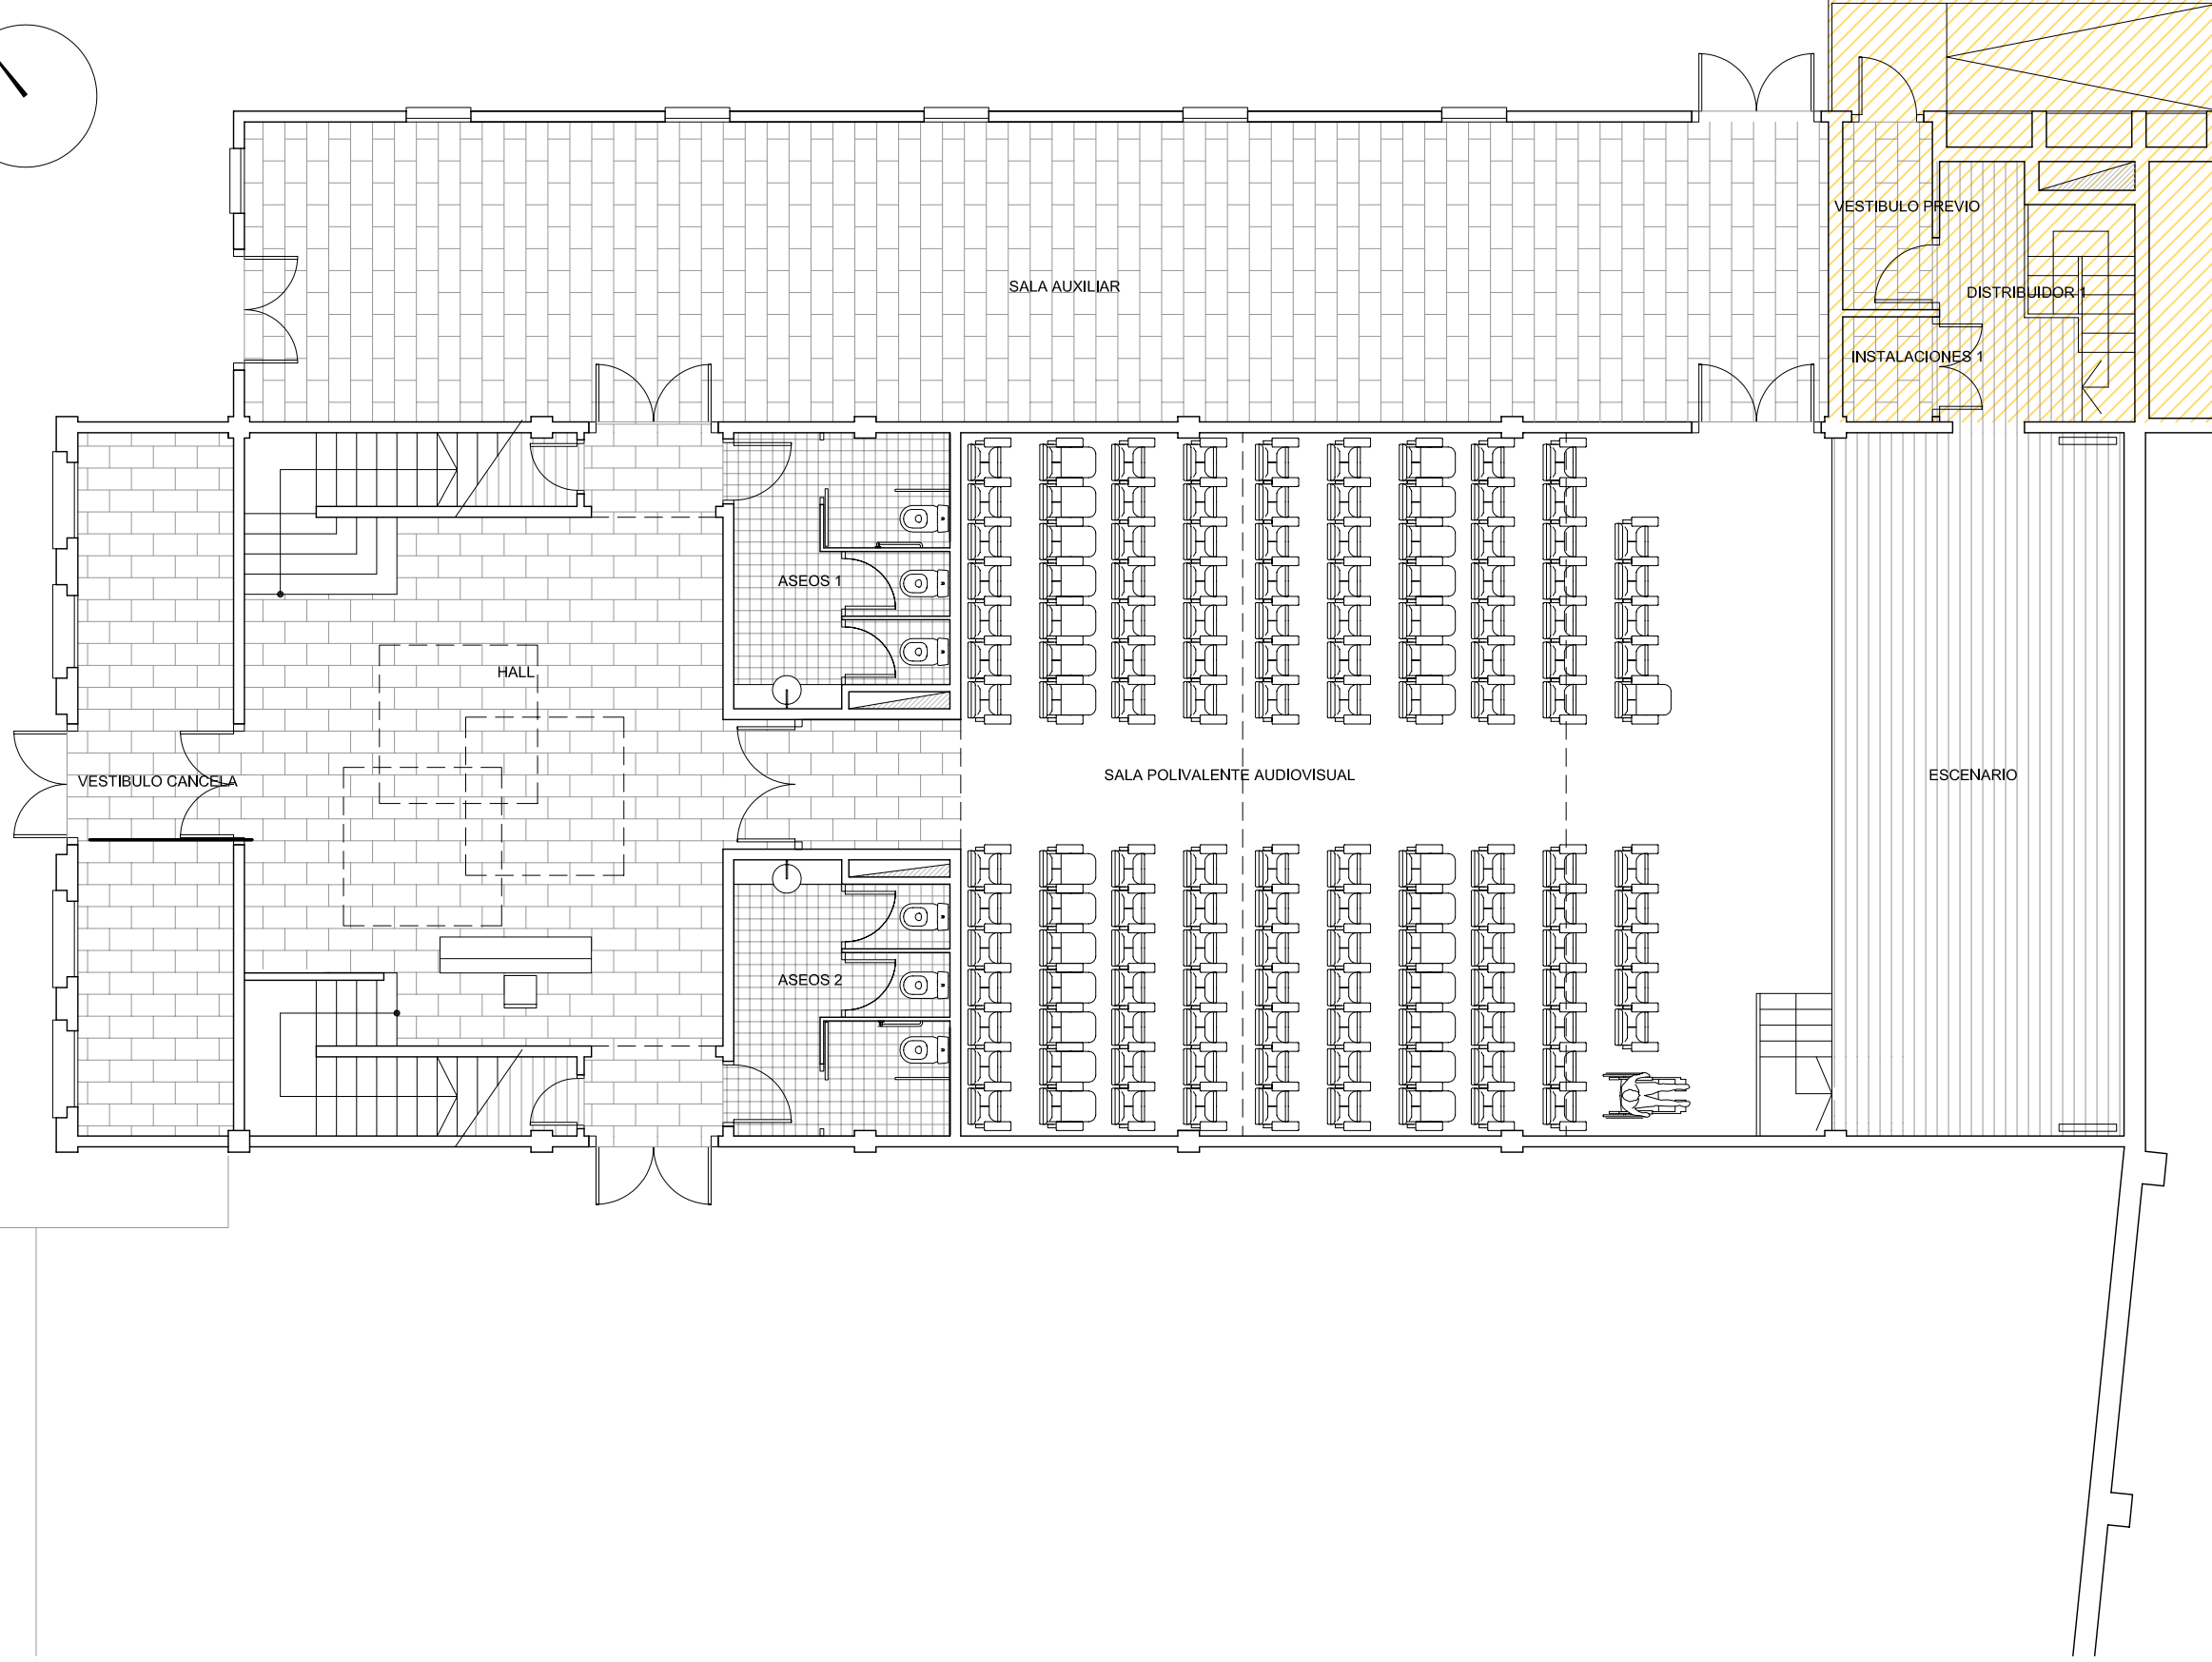 VESTIBULO PREVIO
SALA AUXILIAR
DISTRIBUIDOR 1
INSTALACIONES 1
ASEOS 1
HALL
VESTIBULO CANCELA
SALA POLIVALENTE AUDIOVISUAL
ESCENARIO
ASEOS 2